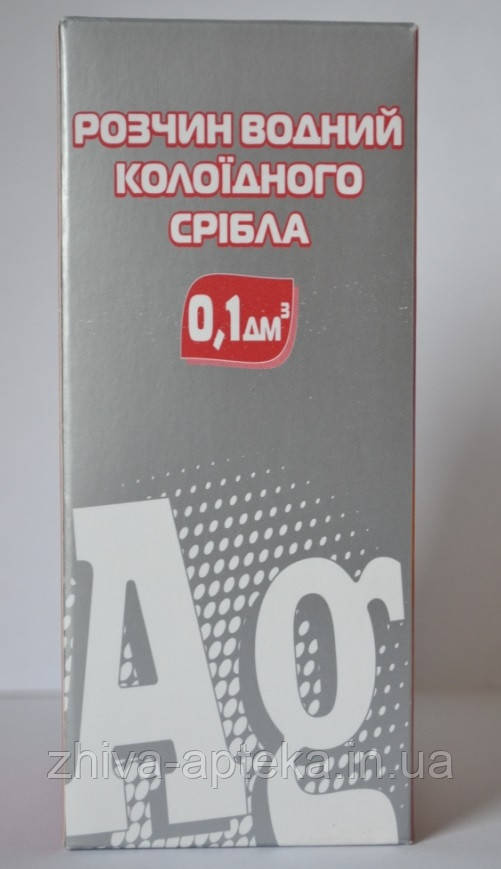 РОЗЧИН ВОДНИЙ
КОЛОЇДНОГО
СРІБЛА
0,1дм³
Ag
zhiva-apteka.in.ua